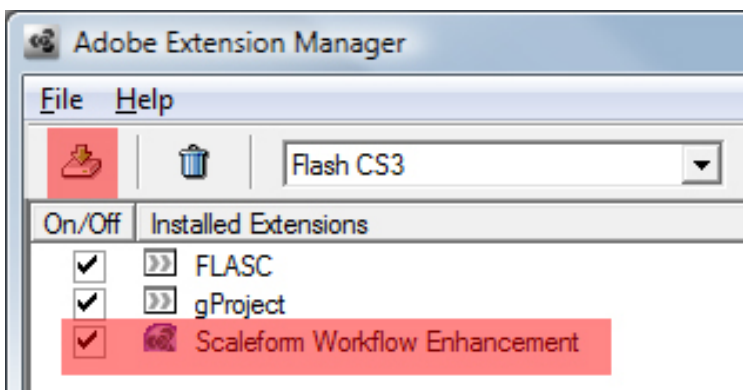 Adobe Extension Manager
File Help
Flash CS3
On/Off Installed Extensions
FLASC
gProject
Scaleform Workflow Enhancement